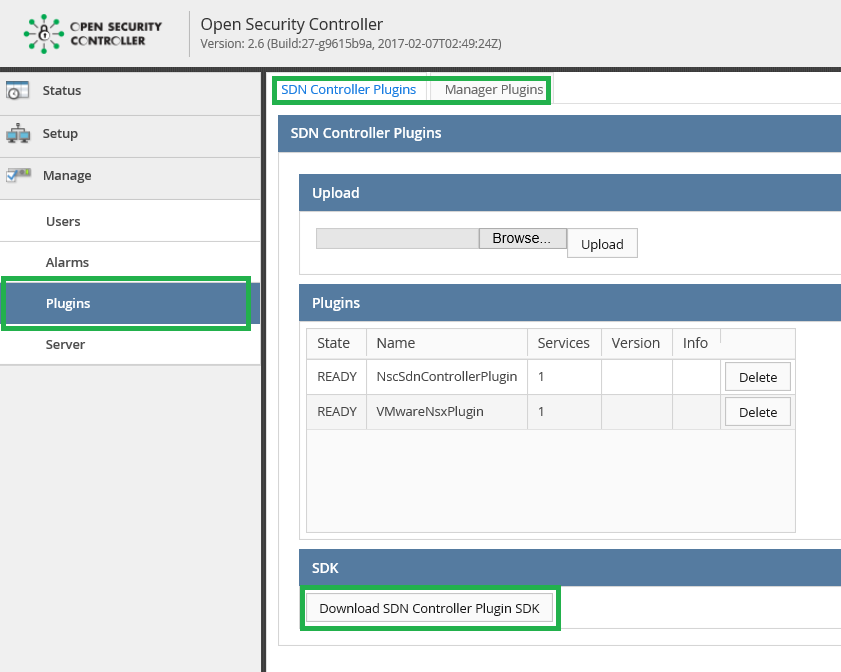 OPEN SECURITY
CONTROLLER
Open Security Controller
Version: 2.6 (Build:27-g9615b9a, 2017-02-07T02:49:24Z)
Status
Setup
Manage
Users
Alarms
Plugins
Server
SDN Controller Plugins Manager Plugins
SDN Controller Plugins
Upload
Browse... Upload
Plugins
State Name Services Version Info
READY NscSdnControllerPlugin 1 Delete
READY VMwareNsxPlugin 1 Delete
SDK
Download SDN Controller Plugin SDK